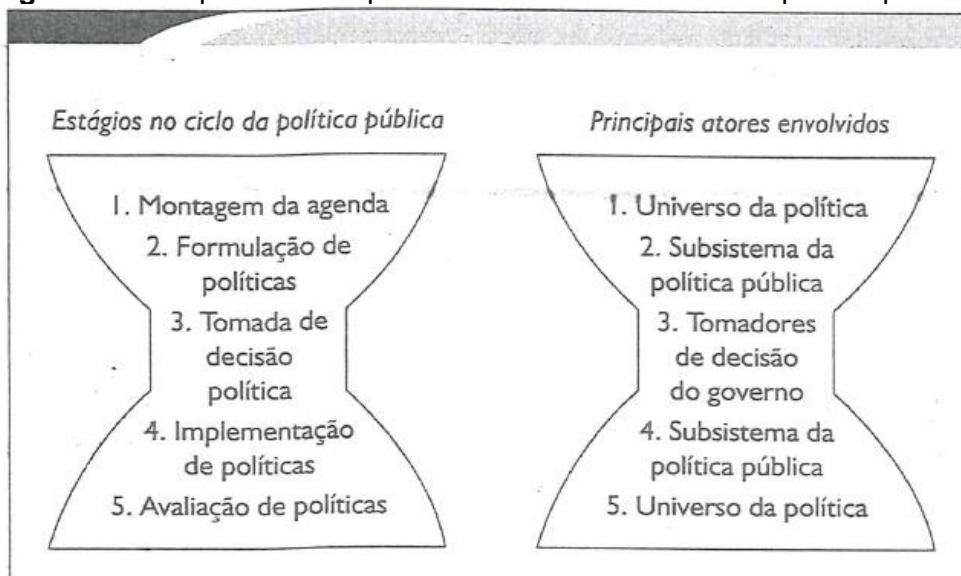 Estágios no ciclo da política pública
1. Montagem da agenda
2. Formulação de
políticas
3. Tomada de
decisão
política
4. Implementação
de políticas
5. Avaliação de políticas
Principais atores envolvidos
1. Universo da política
2. Subsistema da
política pública
3. Tomadores
de decisão
do governo
4. Subsistema da
política pública
5. Universo da política